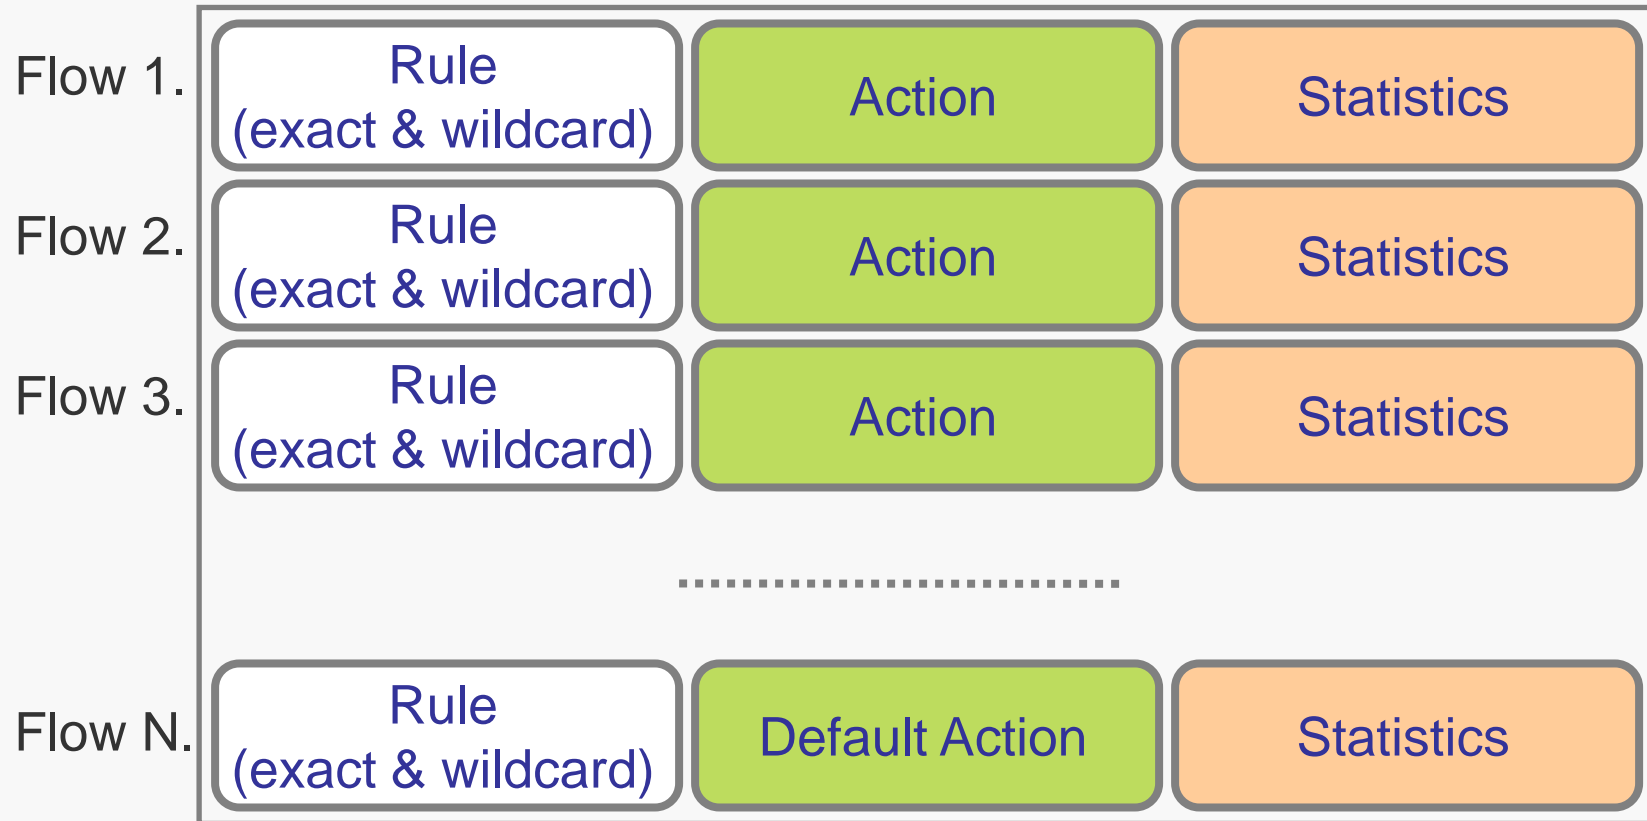 Flow 1.
Rule
(exact & wildcard)
Action
Statistics
Flow 2.
Rule
(exact & wildcard)
Action
Statistics
Flow 3.
Rule
(exact & wildcard)
Action
Statistics
Flow N.
Rule
(exact & wildcard)
Default Action
Statistics